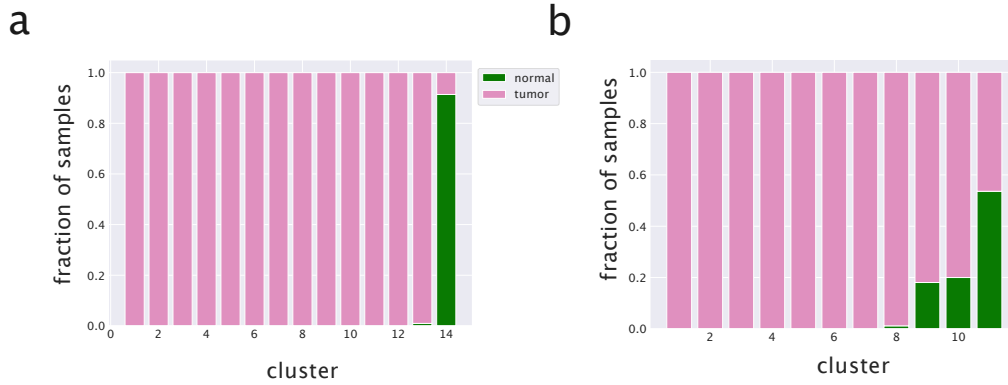 a
fraction of samples
1.0
0.8
0.6
0.4
0.2
0.0
0 2 4 6 8 10 12 14
cluster
normal
tumor
b
fraction of samples
1.0
0.8
0.6
0.4
0.2
0.0
2 4 6 8 10
cluster